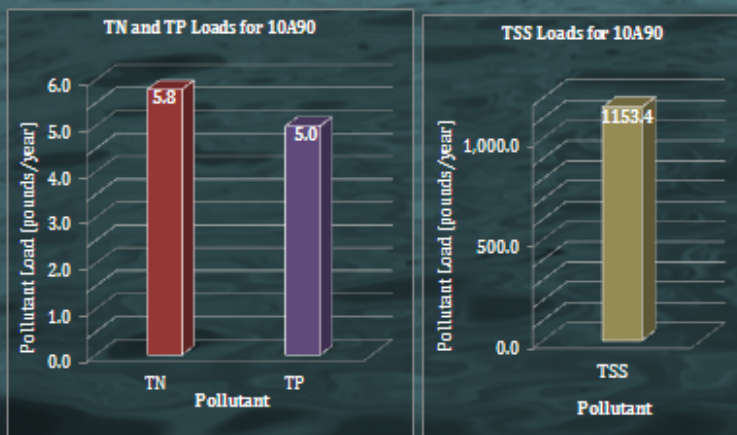 TN and TP Loads for 10A90
Pollutant Load (pounds/year)
6.0
5.0
4.0
3.0
2.0
1.0
0.0
5.8
5.0
TN
TP
Pollutant
TSS Loads for 10A90
Pollutant Load (pounds/year)
1,000.0
500.0
0.0
1153.4
TSS
Pollutant